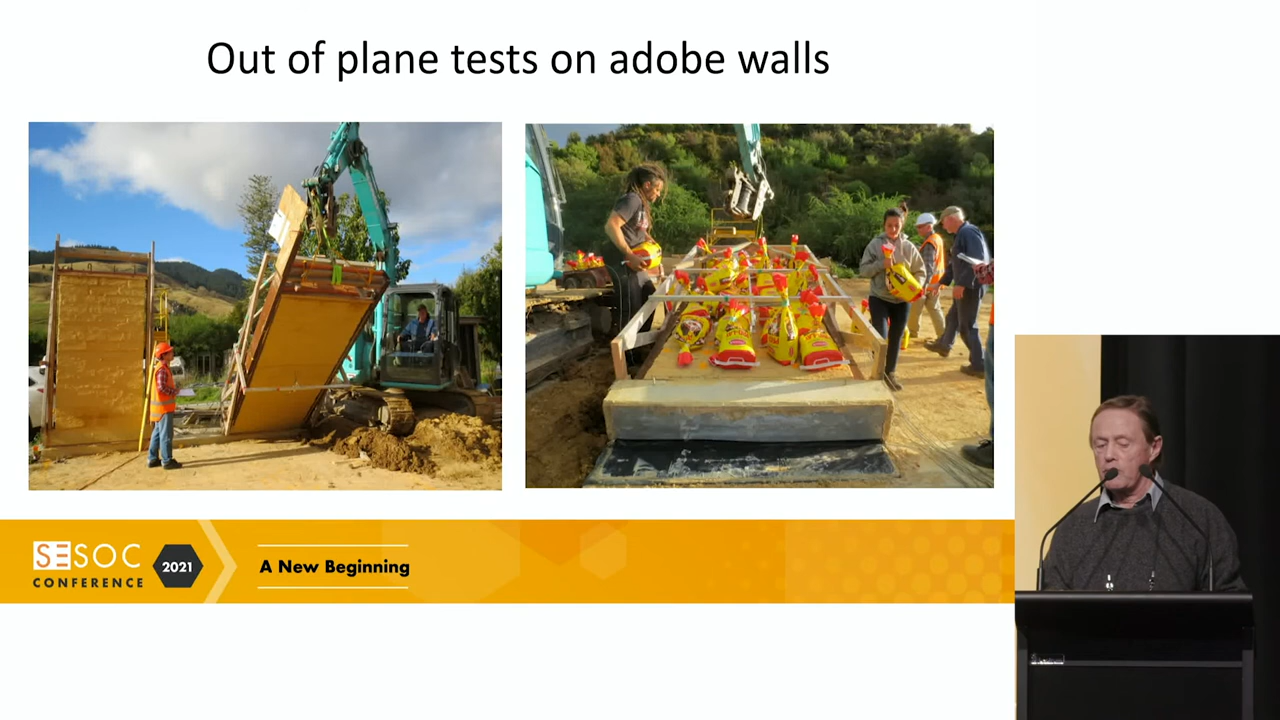 Out of plane tests on adobe walls
SESOC
CONFERENCE
2021
A New Beginning